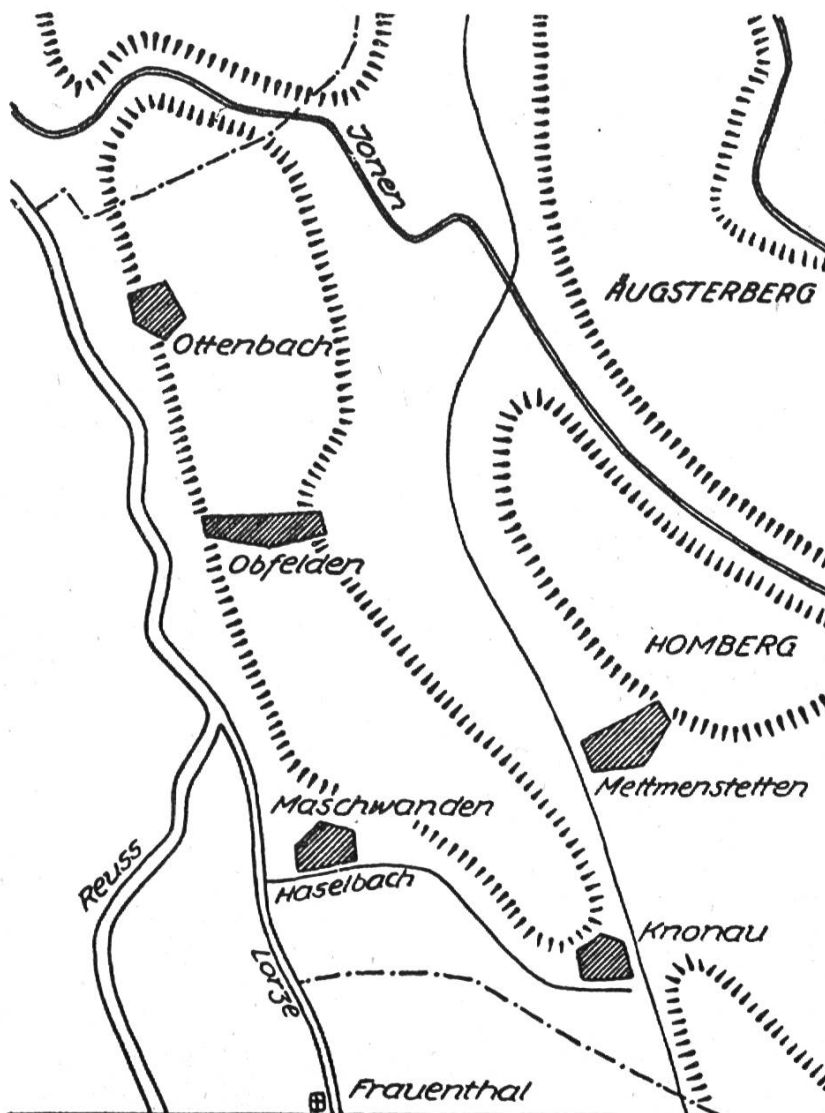 Jonen
ÄUGSTERBERG
Ottenbach
Obfelden
HOMBERG
Mettmenstetten
Maschwanden
Haselbach
Reuss
Knonau
Lorze
Frauenthal